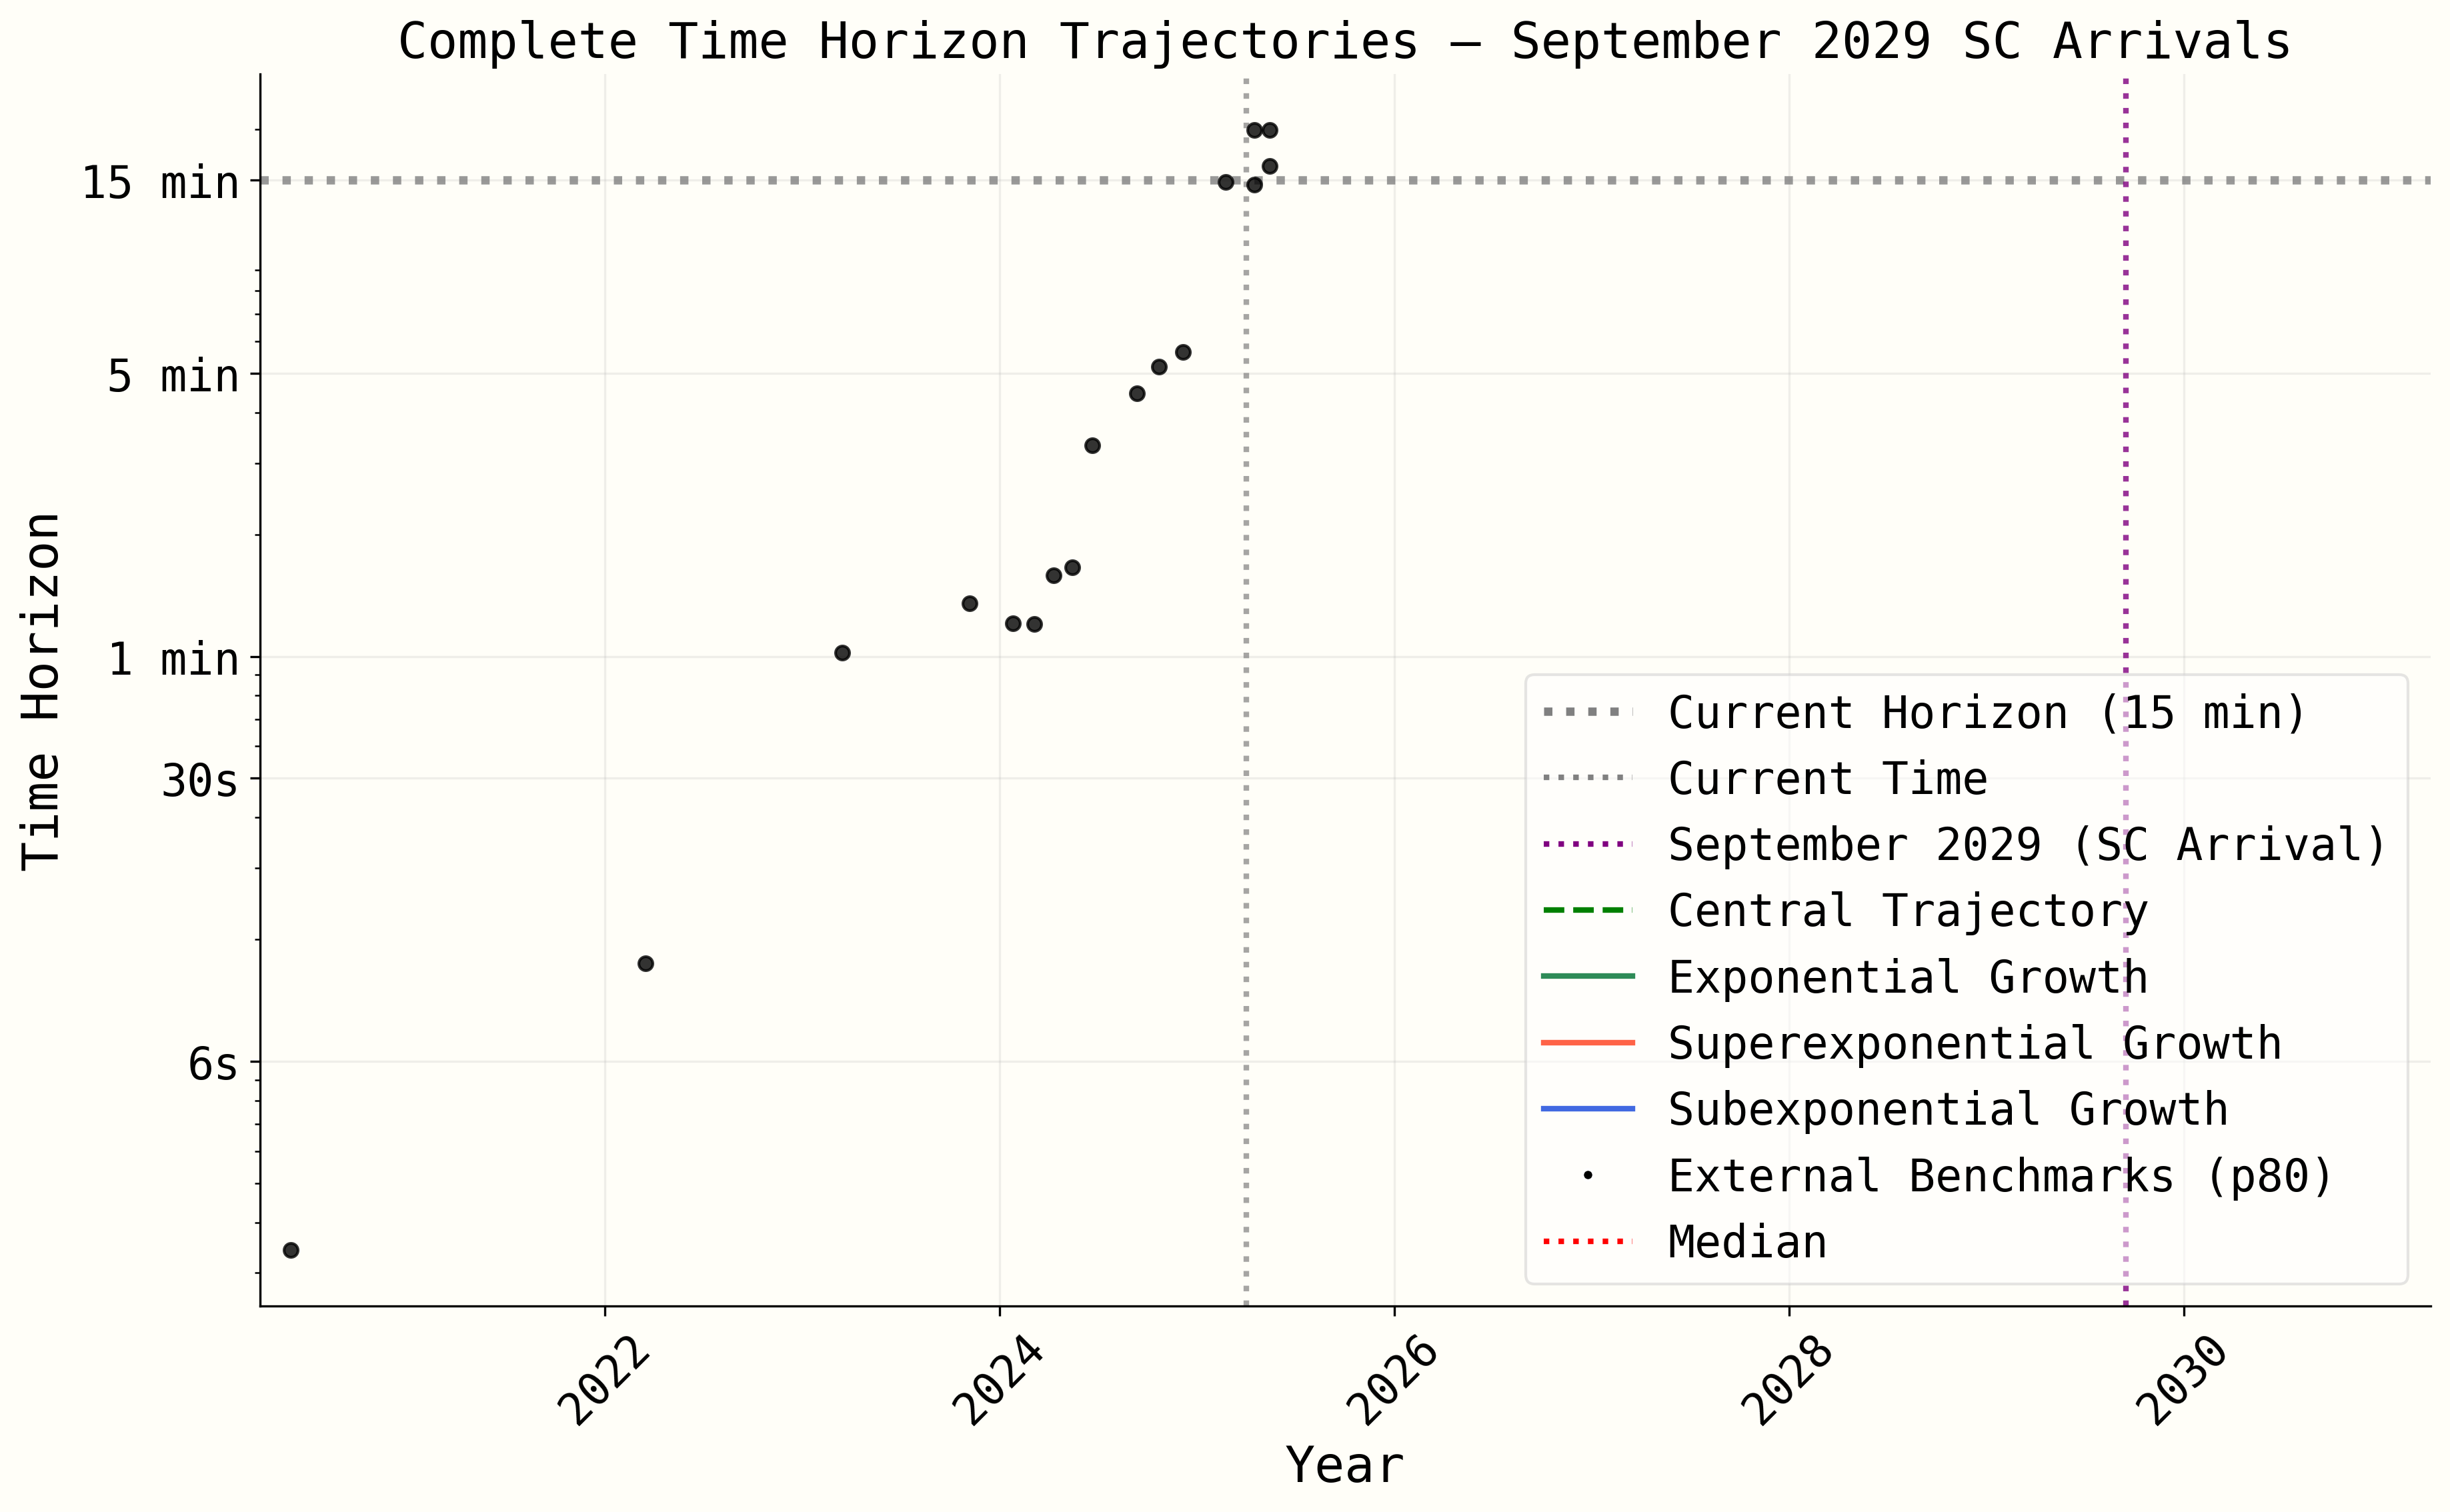 Complete Time Horizon Trajectories — September 2029 SC Arrivals
Time Horizon
15 min
5 min
1 min
30s
6s
Current Horizon (15 min)
Current Time
September 2029 (SC Arrival)
Central Trajectory
Exponential Growth
Superexponential Growth
Subexponential Growth
External Benchmarks (p80)
Median
2022
2024
2026
2028
2030
Year